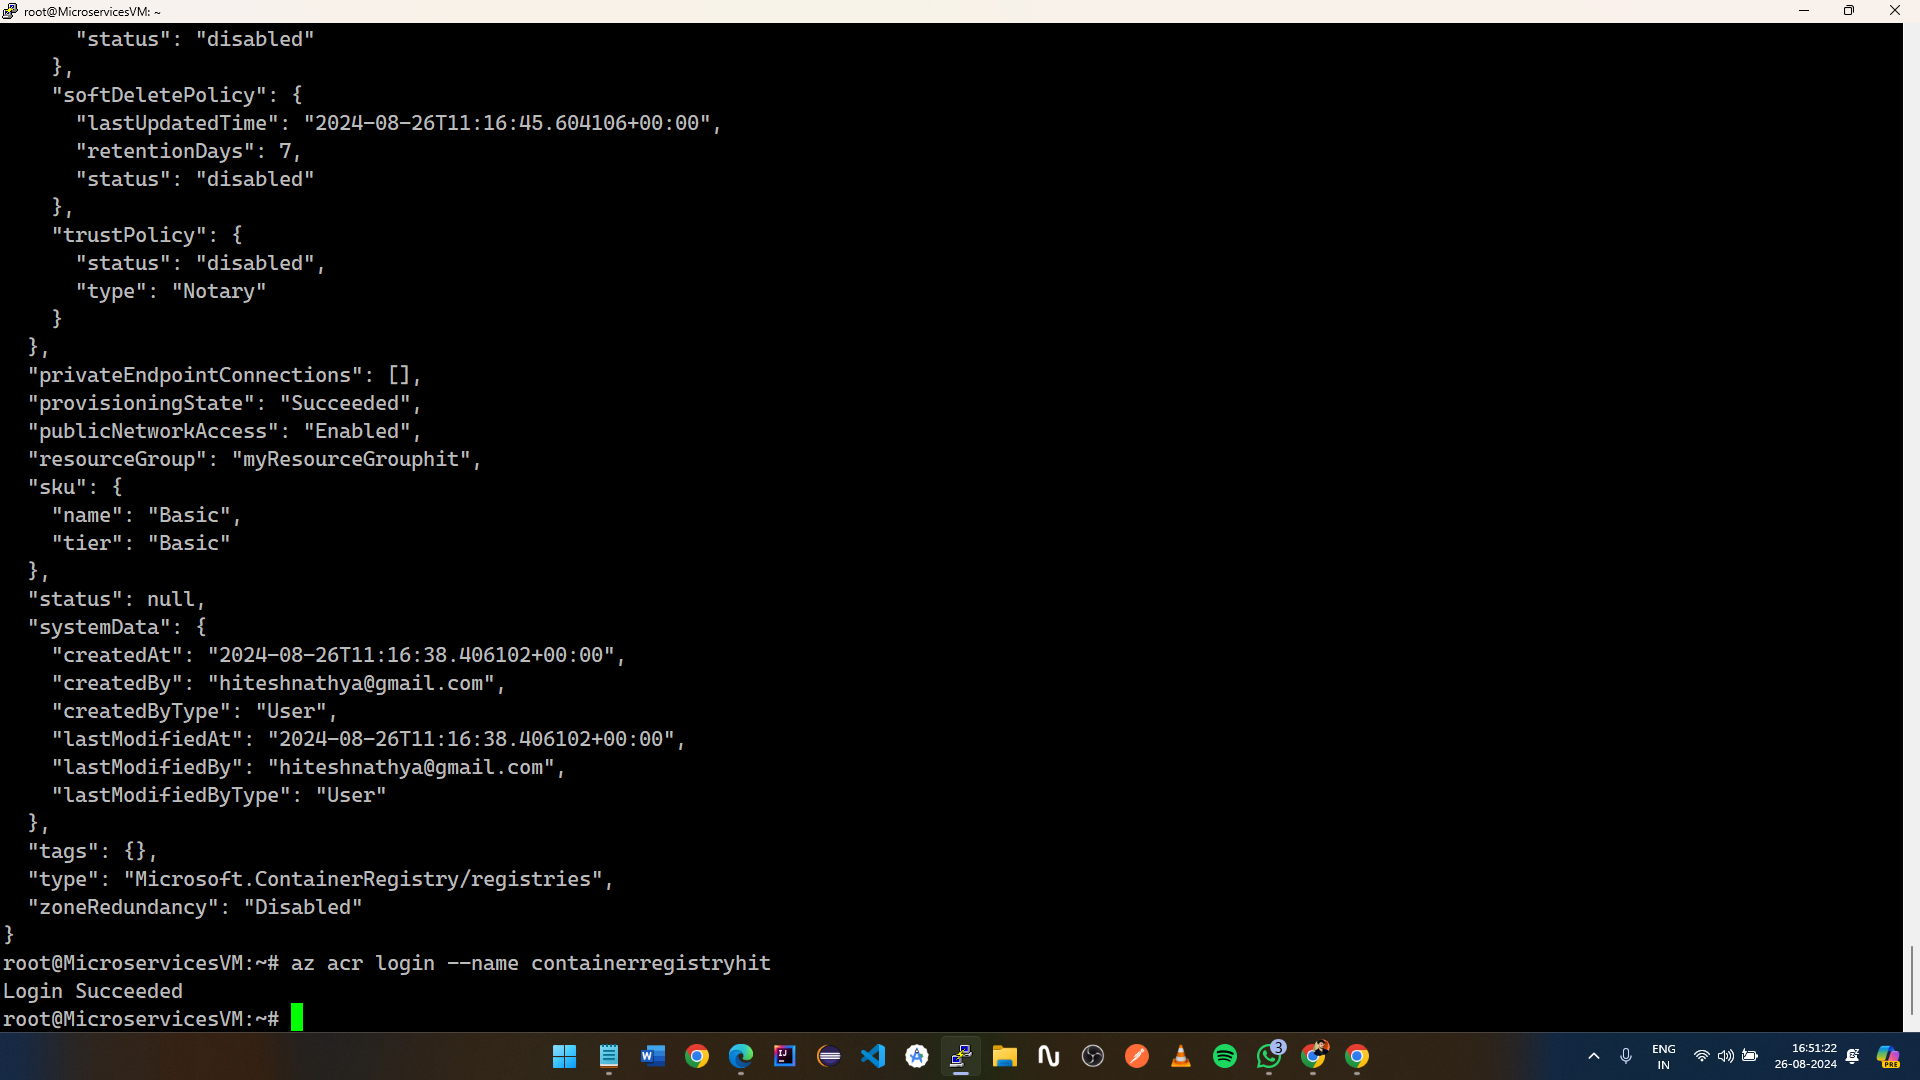 root@MicroservicesVM: ~
      "status": "disabled"
    },
    "softDeletePolicy": {
      "lastUpdatedTime": "2024-08-26T11:16:45.604106+00:00",
      "retentionDays": 7,
      "status": "disabled"
    },
    "trustPolicy": {
      "status": "disabled",
      "type": "Notary"
    }
  },
  "privateEndpointConnections": [],
  "provisioningState": "Succeeded",
  "publicNetworkAccess": "Enabled",
  "resourceGroup": "myResourceGrouphit",
  "sku": {
    "name": "Basic",
    "tier": "Basic"
  },
  "status": null,
  "systemData": {
    "createdAt": "2024-08-26T11:16:38.406102+00:00",
    "createdBy": "hiteshnathya@gmail.com",
    "createdByType": "User",
    "lastModifiedAt": "2024-08-26T11:16:38.406102+00:00",
    "lastModifiedBy": "hiteshnathya@gmail.com",
    "lastModifiedByType": "User"
  },
  "tags": {},
  "type": "Microsoft.ContainerRegistry/registries",
  "zoneRedundancy": "Disabled"
}
root@MicroservicesVM:~# az acr login --name containerregistryhit
Login Succeeded
root@MicroservicesVM:~#
3
ENG
IN
16:51:22
26-08-2024
PRE